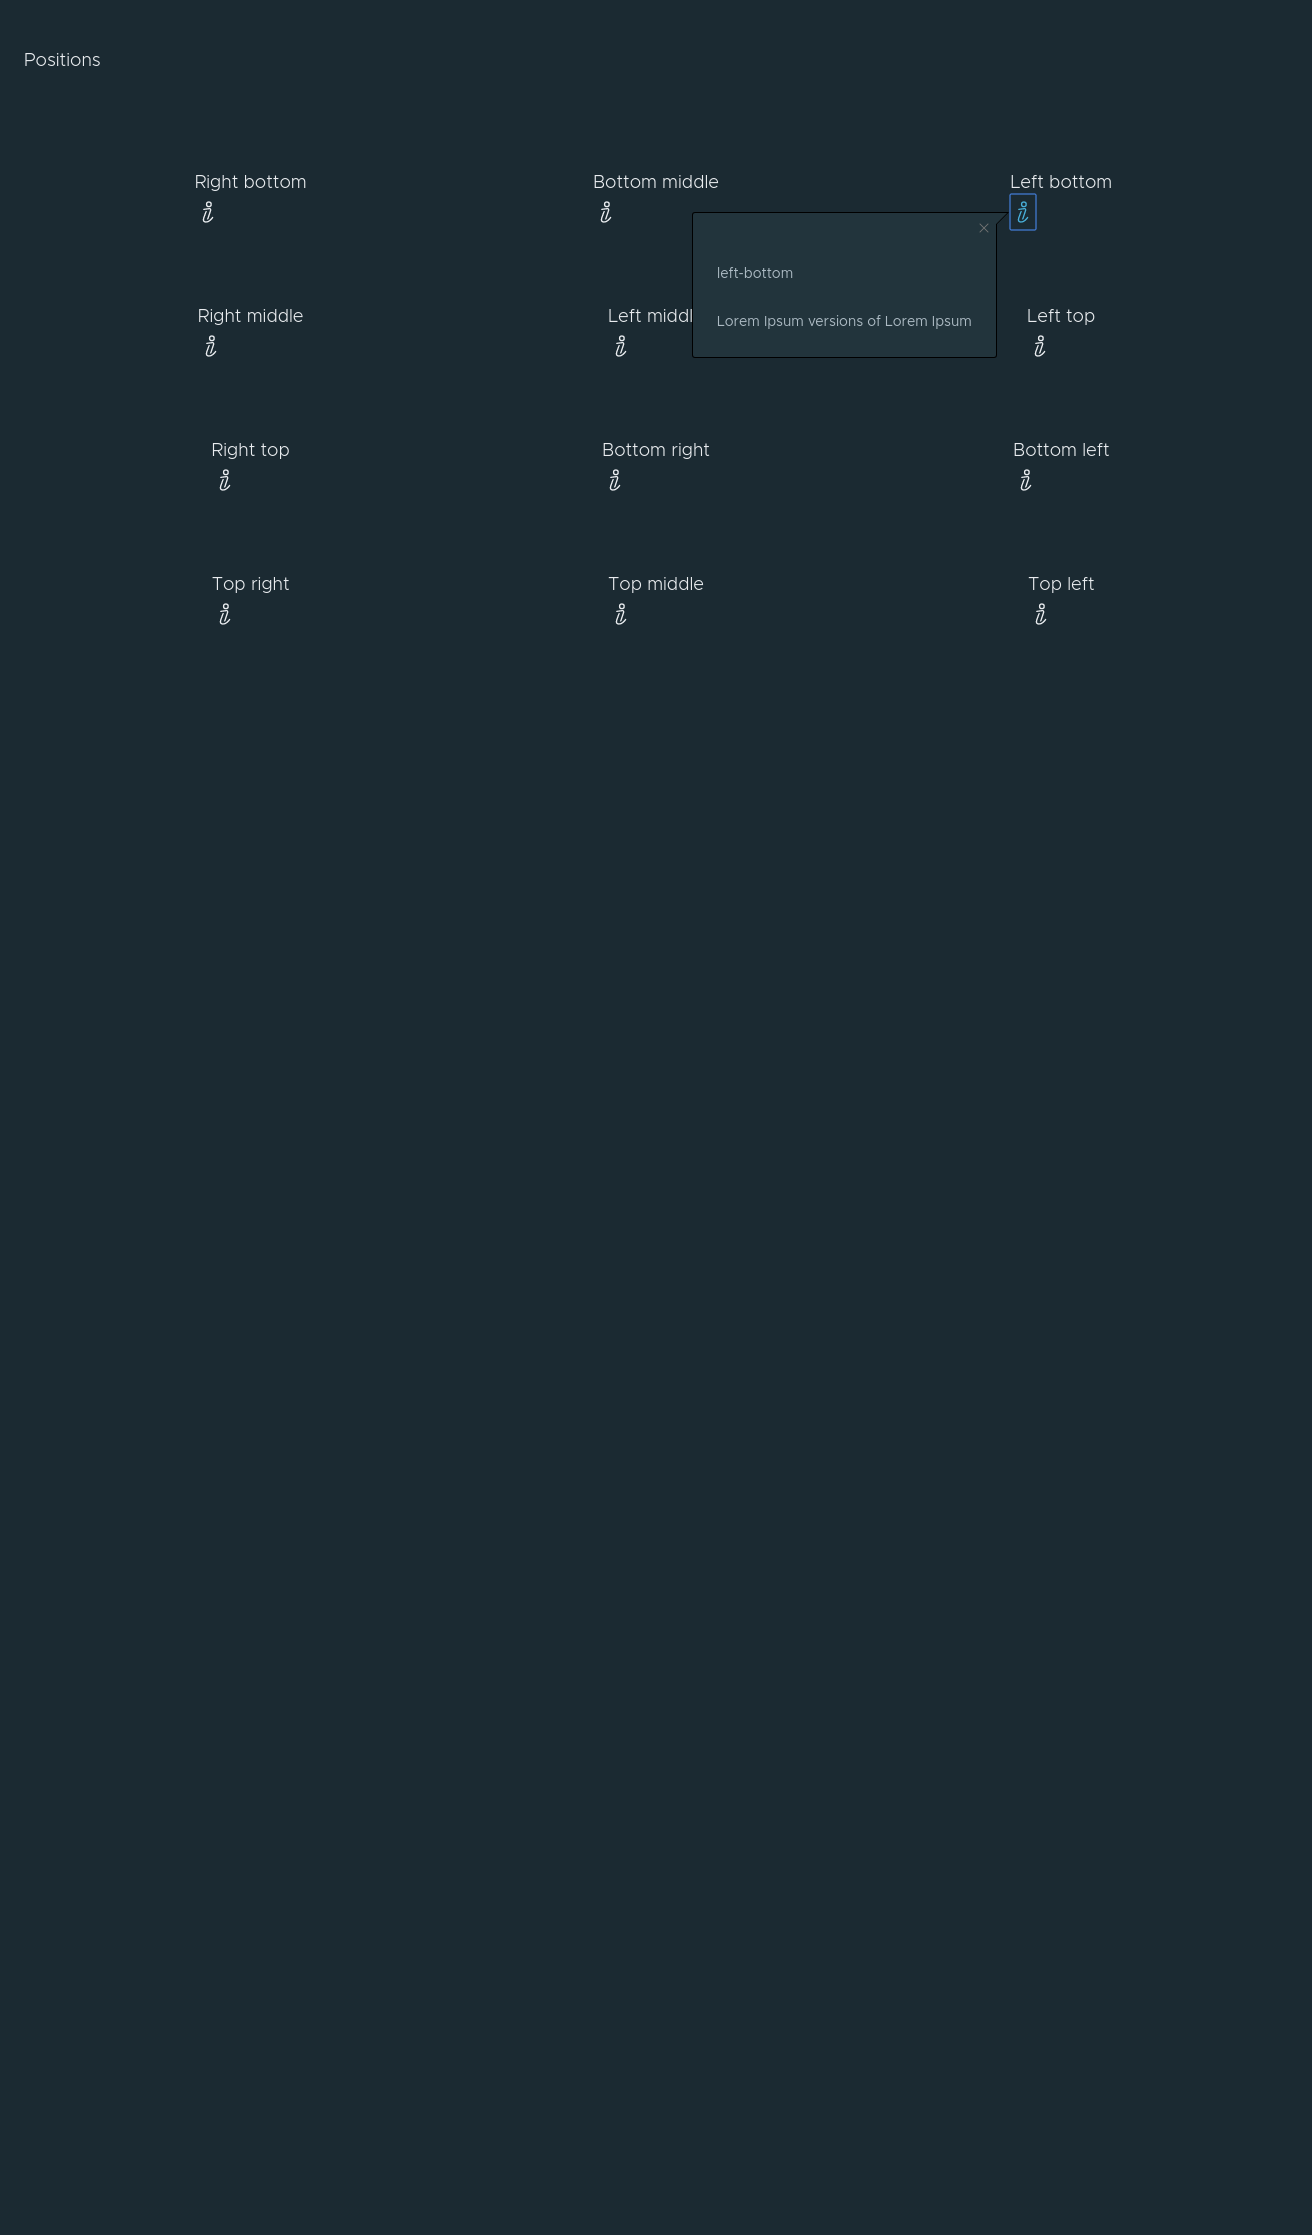 Positions
Right bottom
Bottom middle
Left bottom
left-bottom
Lorem Ipsum versions of Lorem Ipsum
Right middle
Left middl
Left top
Right top
Bottom right
Bottom left
Top right
Top middle
Top left